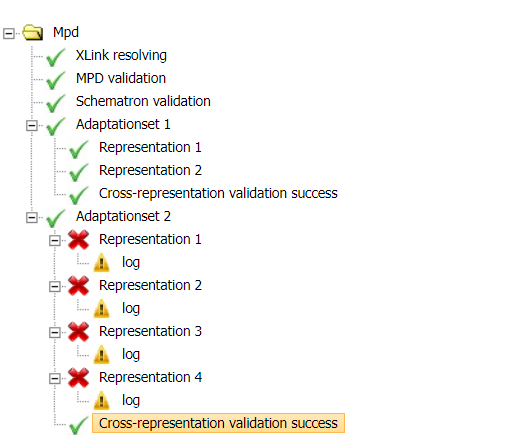 Mpd
XLink resolving
MPD validation
Schematron validation
Adaptationset 1
Representation 1
Representation 2
Cross-representation validation success
Adaptationset 2
Representation 1
log
Representation 2
log
Representation 3
log
Representation 4
log
Cross-representation validation success